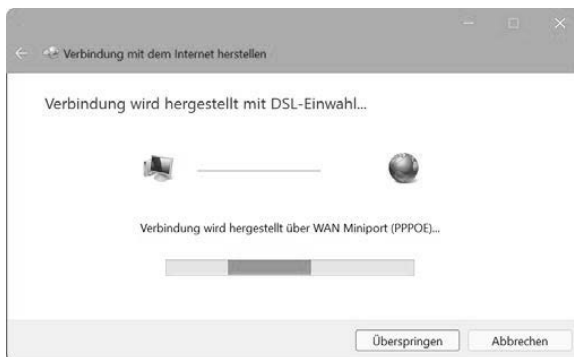 Verbindung mit dem Internet herstellen
Verbindung wird hergestellt mit DSL-Einwahl...
Verbindung wird hergestellt über WAN Miniport (PPPOE)...
Überspringen Abbrechen